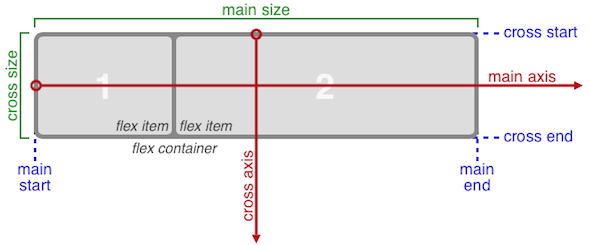 main size
cross start
cross size
1
2
main axis
flex item
flex item
cross end
flex container
main
start
cross axis
main
end